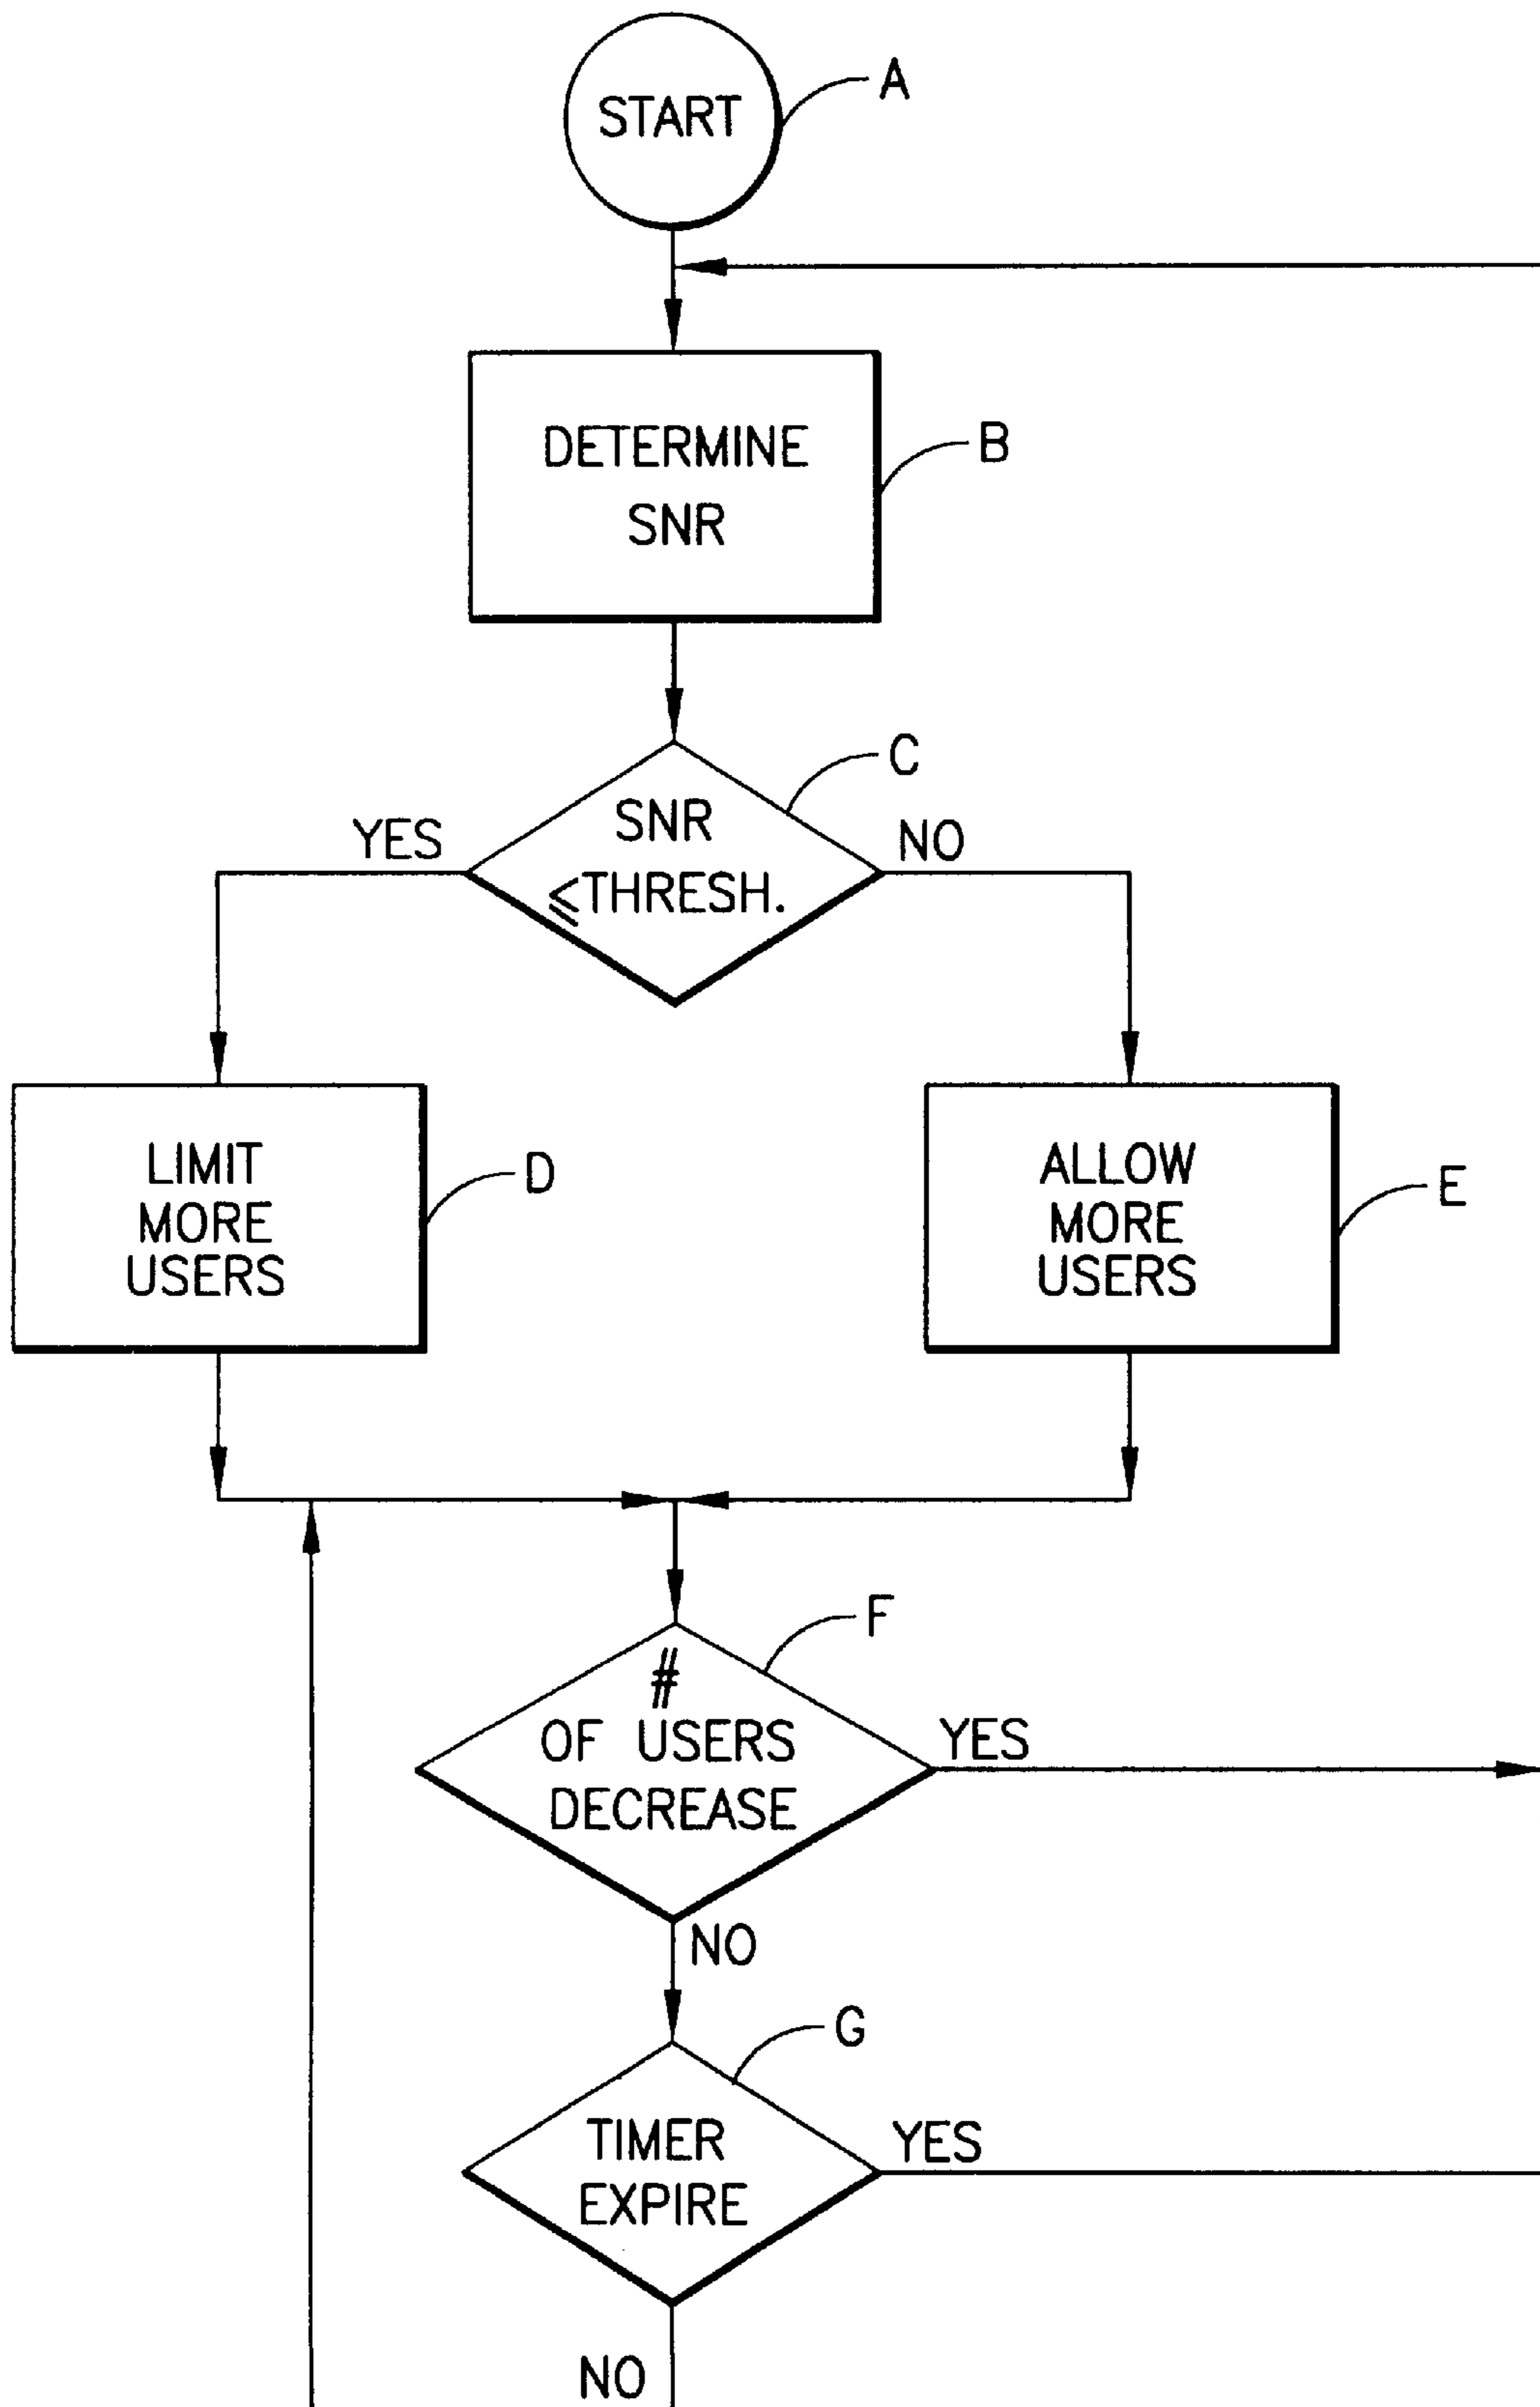 START
A
DETERMINE
SNR
B
C
SNR
≤THRESH.
YES
NO
LIMIT
MORE
USERS
D
ALLOW
MORE
USERS
E
F
#
OF USERS
DECREASE
YES
NO
G
TIMER
EXPIRE
YES
NO